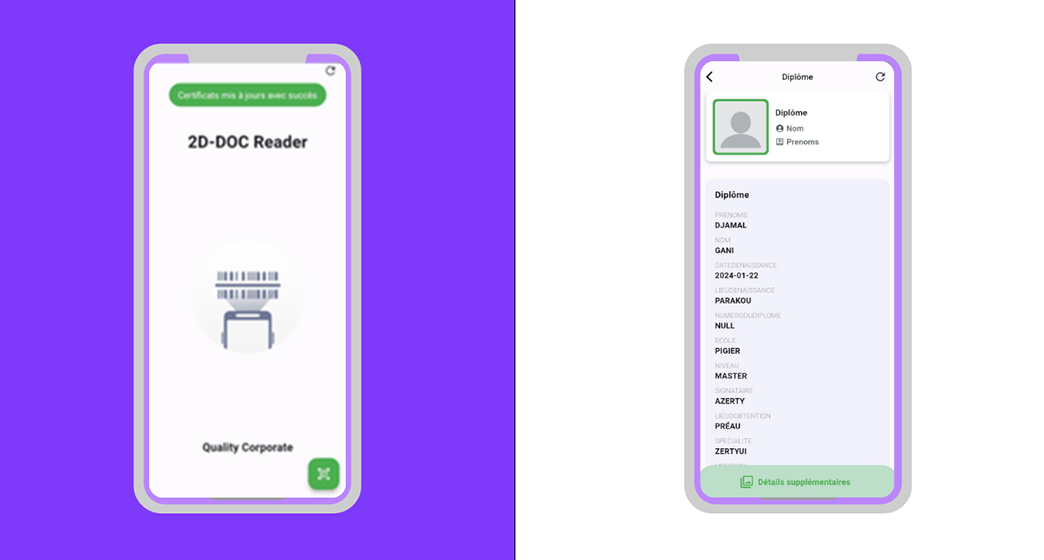 Certificats mis à jours avec succès
2D-DOC Reader
Quality Corporate
Diplôme
Diplôme
Nom
Prenoms
Diplôme
PRENOMS
DJAMAL
NOM
GANI
DATEDENAISSANCE
2024-01-22
LIEUDENAISSANCE
PARAKOU
NUMERODUDIPLOME
NULL
ECOLE
PIGIER
NIVEAU
MASTER
SIGNATAIRE
AZERTY
LIEUDOBTENTION
PRÉAU
SPECIALITE
ZERTYUI
Détails supplémentaires